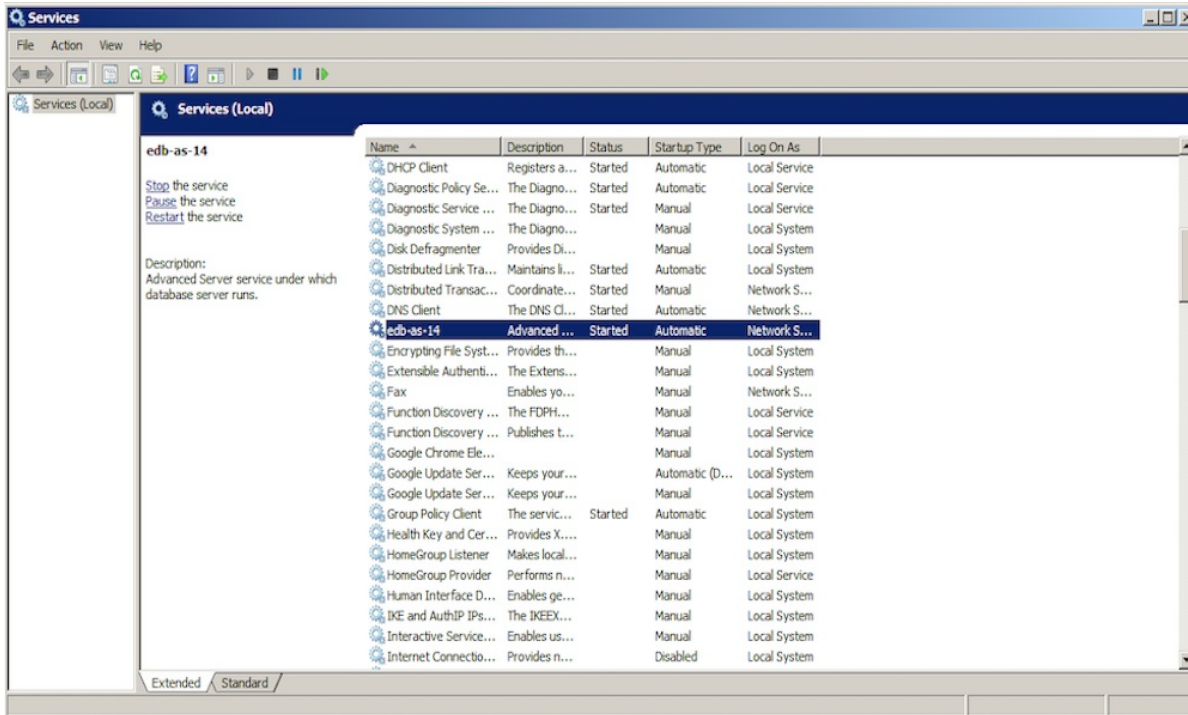 Services
File Action View Help
Services (Local)
Services (Local)
edb-as-14
Stop the service
Pause the service
Restart the service
Description:
Advanced Server service under which
database server runs.
Name Description Status Startup Type Log On As
DHCP Client Registers a... Started Automatic Local Service
Diagnostic Policy Se... The Diagno... Started Automatic Local Service
Diagnostic Service ... The Diagno... Started Manual Local Service
Diagnostic System ... The Diagno... Manual Local System
Disk Defragmenter Provides Di... Manual Local System
Distributed Link Tra... Maintains li... Started Automatic Local System
Distributed Transac... Coordinate... Started Manual Network S...
DNS Client The DNS Cl... Started Automatic Network S...
edb-as-14 Advanced ... Started Automatic Network S...
Encrypting File Syst... Provides th... Manual Local System
Extensible Authenti... The Extens... Manual Local System
Fax Enables yo... Manual Network S...
Function Discovery ... The FDPH... Manual Local Service
Function Discovery ... Publishes t... Manual Local Service
Google Chrome Ele... Manual Local System
Google Update Ser... Keeps your... Automatic (D... Local System
Google Update Ser... Keeps your... Manual Local System
Group Policy Client The servic... Started Automatic Local System
Health Key and Cer... Provides X.... Manual Local System
HomeGroup Listener Makes local... Manual Local System
HomeGroup Provider Performs n... Manual Local Service
Human Interface D... Enables ge... Manual Local System
IKE and AuthIP IPs... The IKEEX... Manual Local System
Interactive Service... Enables us... Manual Local System
Internet Connectio... Provides n... Disabled Local System
Extended Standard